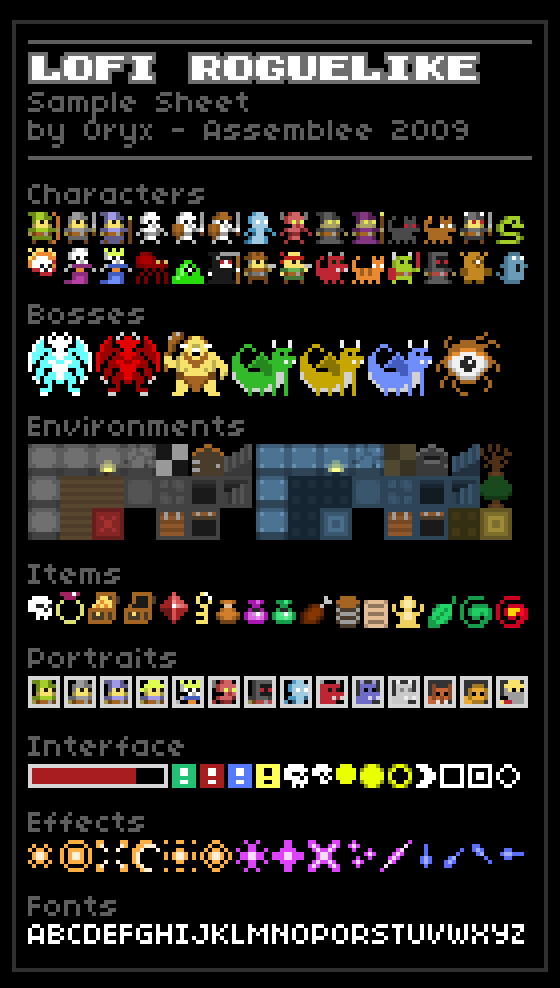 LOFI ROGUELIKE
Sample Sheet
by Oryx - Assemblee 2009
Characters
Bosses
Environments
Items
Portraits
Interface
Effects
Fonts
ABCDEFGHIJKLMNOPQRSTUVWXYZ